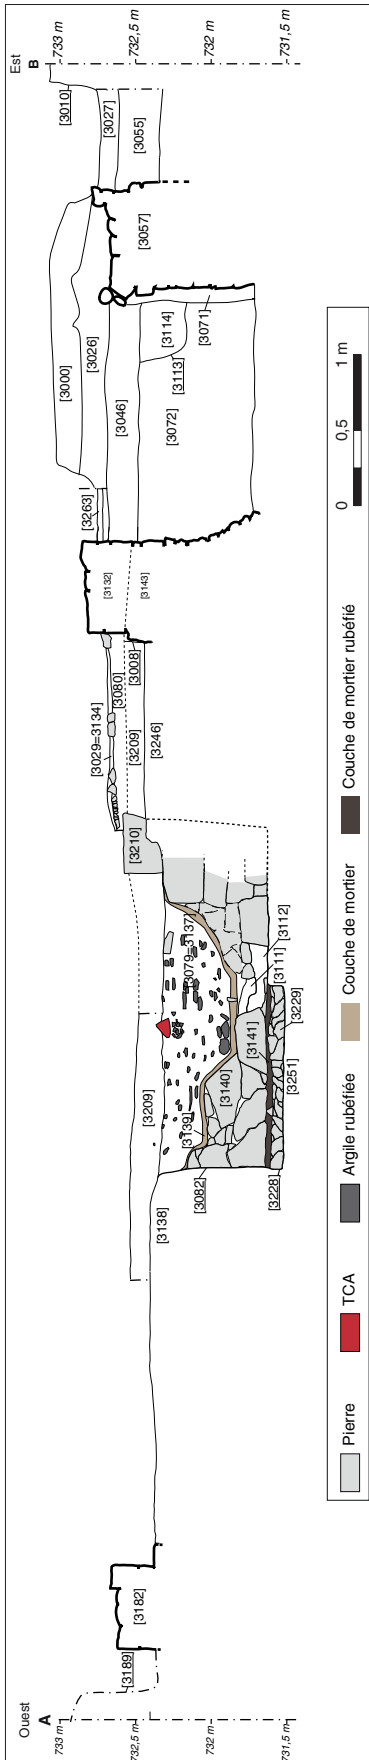 Ouest
A
Est
B
733 m
732,5 m
732 m
731,5 m
733 m
732,5 m
732 m
731,5 m
[3189]
[3182]
[3138]
[3209]
[3082]
[3228]
[3139]
[3140]
[3141]
[3251]
[3229]
[3111]
[3112]
[3079=3137]
[3210]
[3029=3134]
[3080]
[3209]
[3246]
[3008]
[3132]
[3143]
[3263]
[3000]
[3026]
[3046]
[3072]
[3113]
[3114]
[3071]
[3057]
[3055]
[3027]
[3010]
Pierre
TCA
Argile rubéfiée
Couche de mortier
Couche de mortier rubéfié
0 0,5 1 m